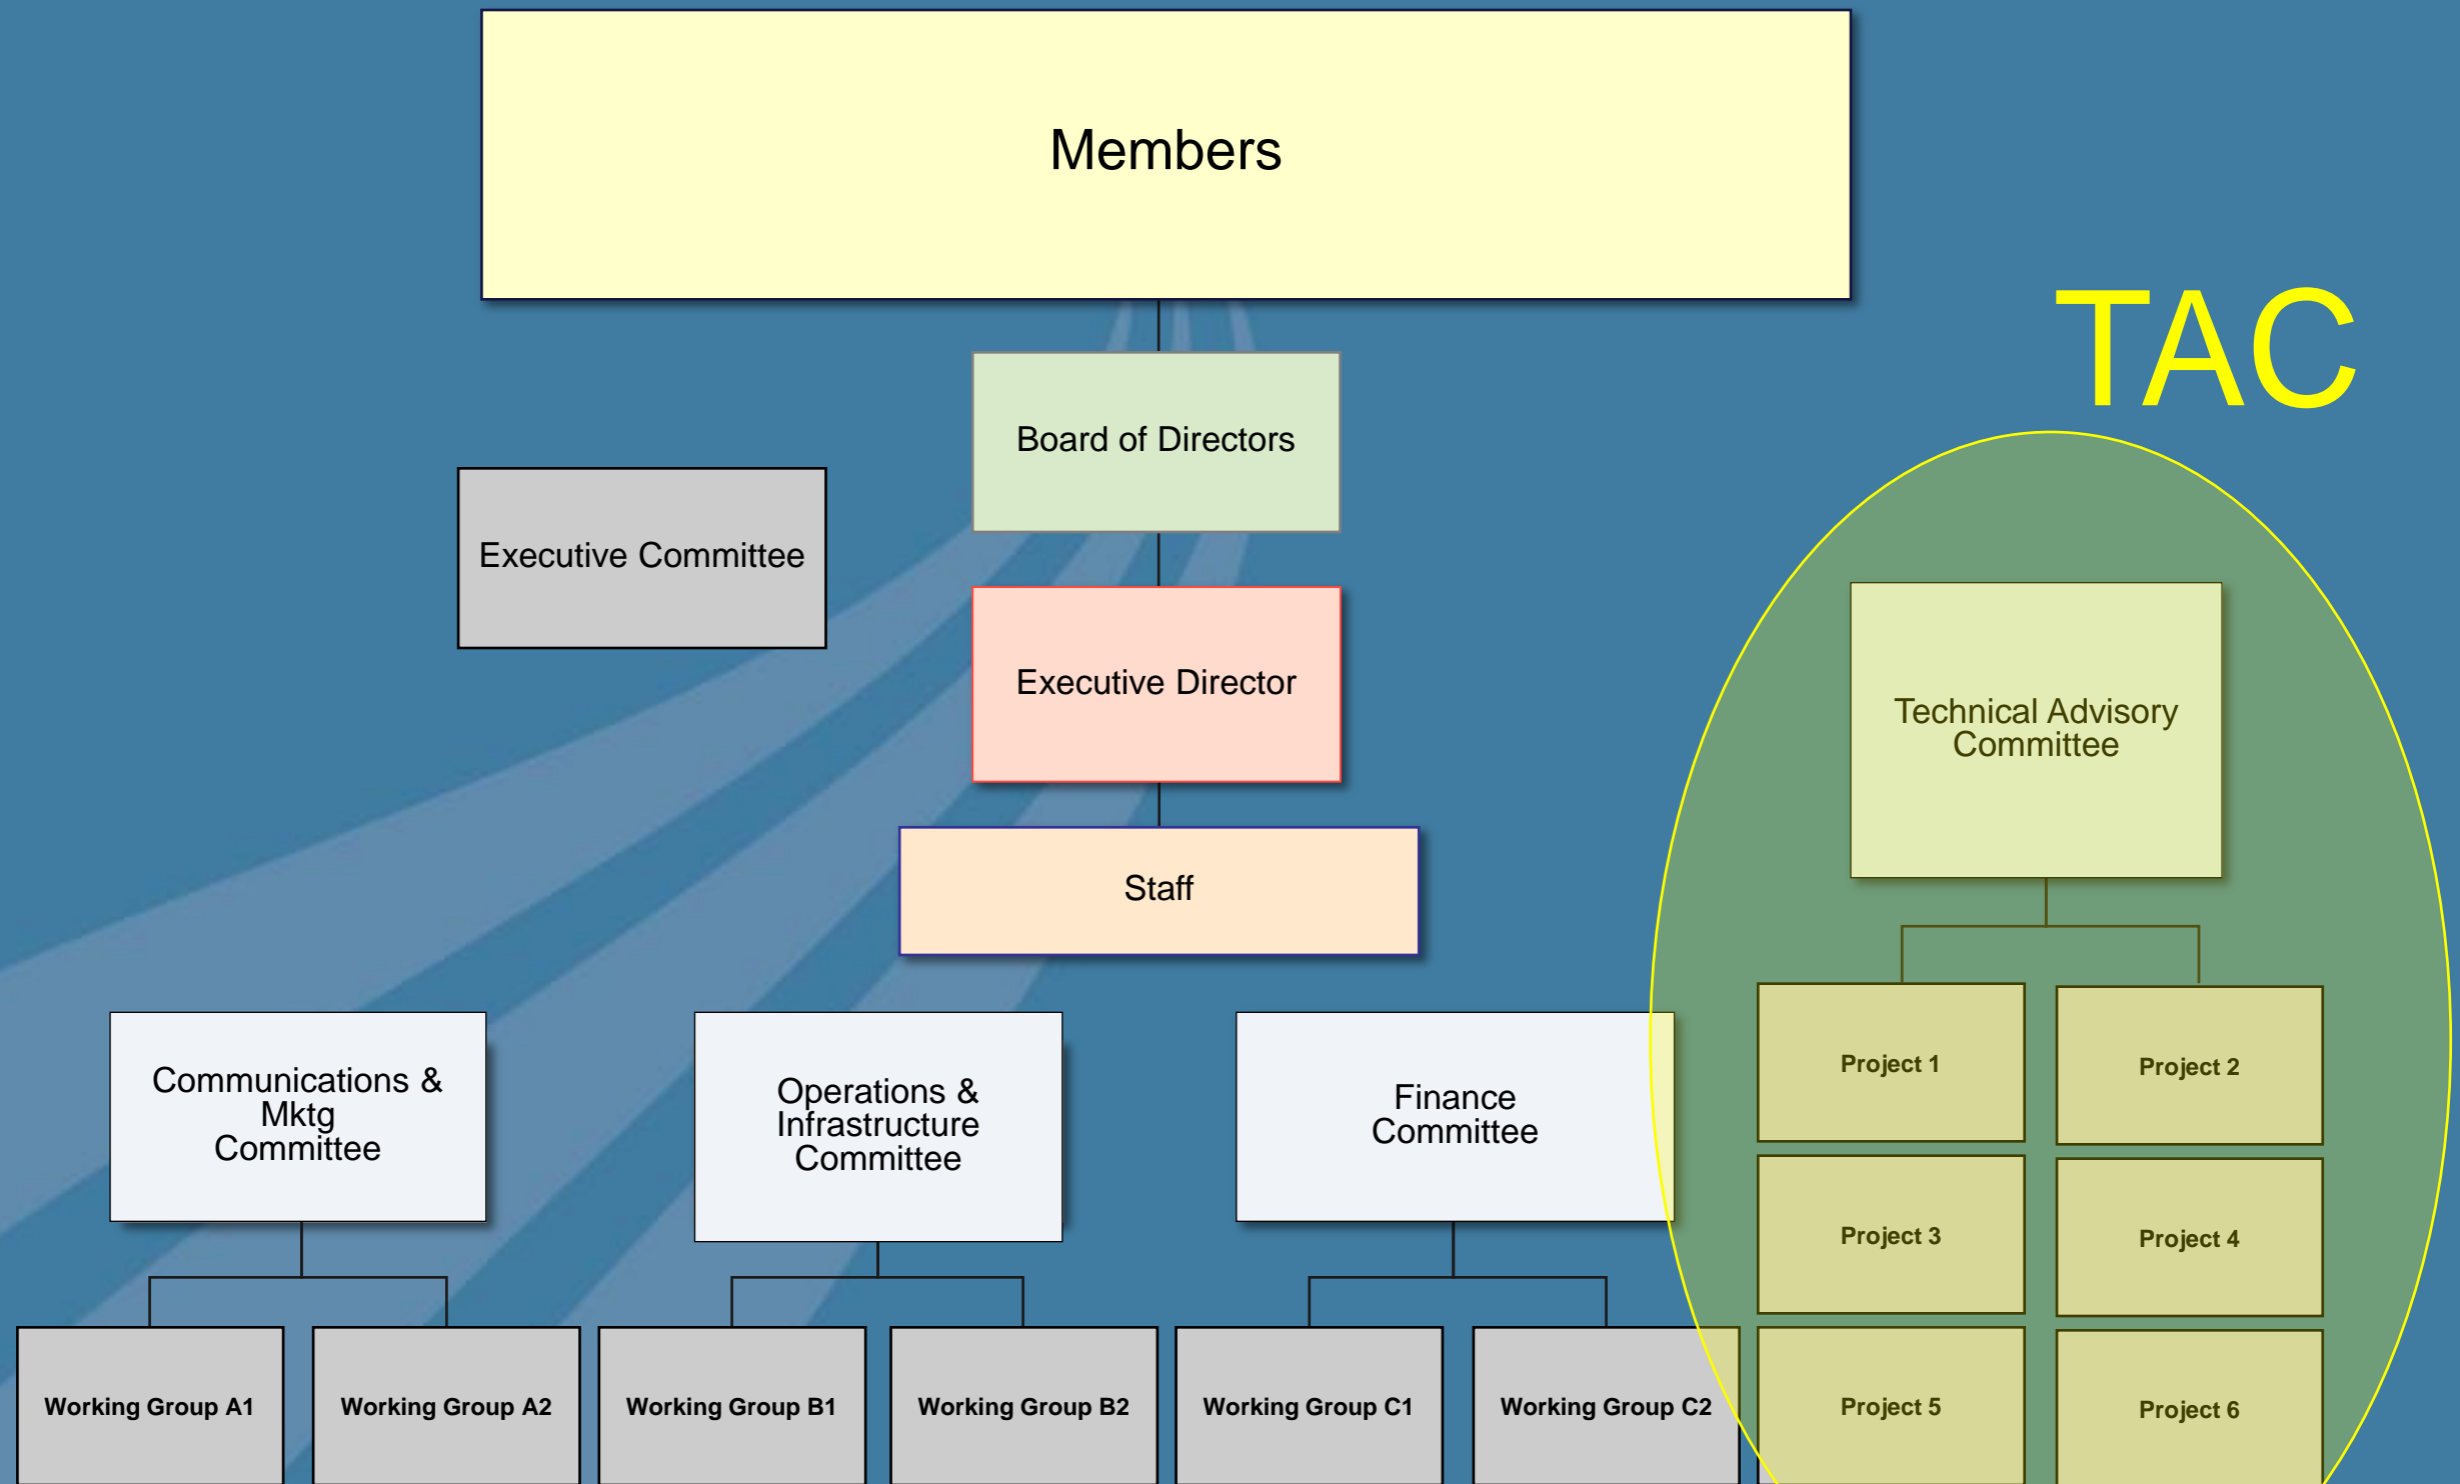 Members
TAC
Board of Directors
Executive Committee
Executive Director
Technical Advisory
Committee
Staff
Communications &
Mktg
Committee
Operations &
Infrastructure
Committee
Finance
Committee
Project 1
Project 2
Project 3
Project 4
Working Group A1
Working Group A2
Working Group B1
Working Group B2
Working Group C1
Working Group C2
Project 5
Project 6